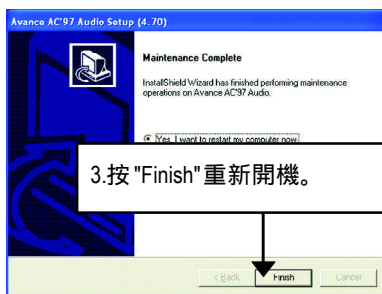 Avance AC'97 Audio Setup (4.70)
Maintenance Complete
InstallShield Wizard has finished performing maintenance
operations on Avance AC'97 Audio.
Yes, I want to restart my computer now.
3.按"Finish"重新開機。
< Back
Finish
Cancel